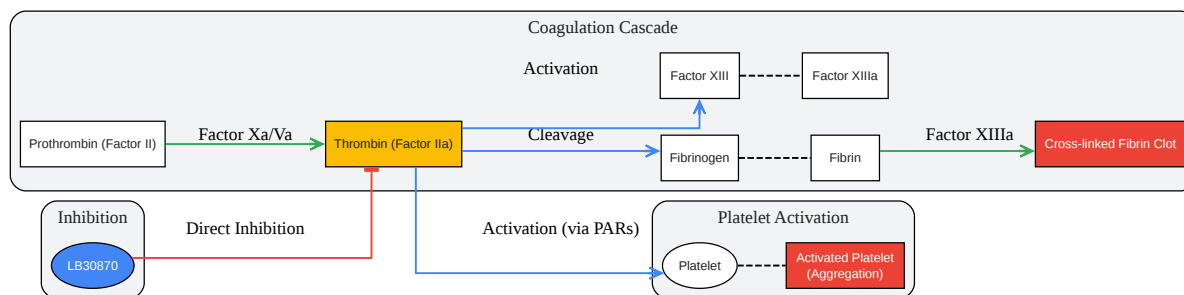 Coagulation Cascade
Activation
Factor XIII
Factor XIIIa
Prothrombin (Factor II)
Factor Xa/Va
Thrombin (Factor IIa)
Cleavage
Fibrinogen
Fibrin
Factor XIIIa
Cross-linked Fibrin Clot
Inhibition
LB30870
Direct Inhibition
Activation (via PARs)
Platelet Activation
Platelet
Activated Platelet
(Aggregation)